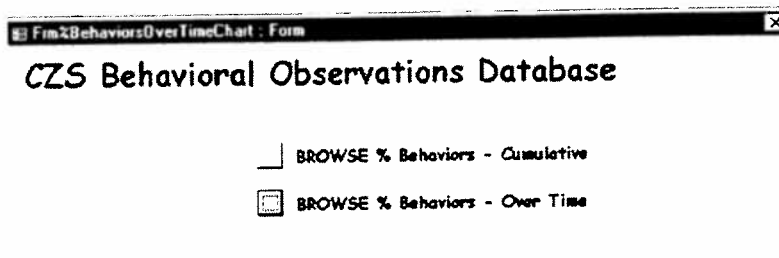 Frm%BehaviorsOverTimeChart : Form
CZS Behavioral Observations Database
BROWSE % Behaviors - Cumulative
BROWSE % Behaviors - Over Time